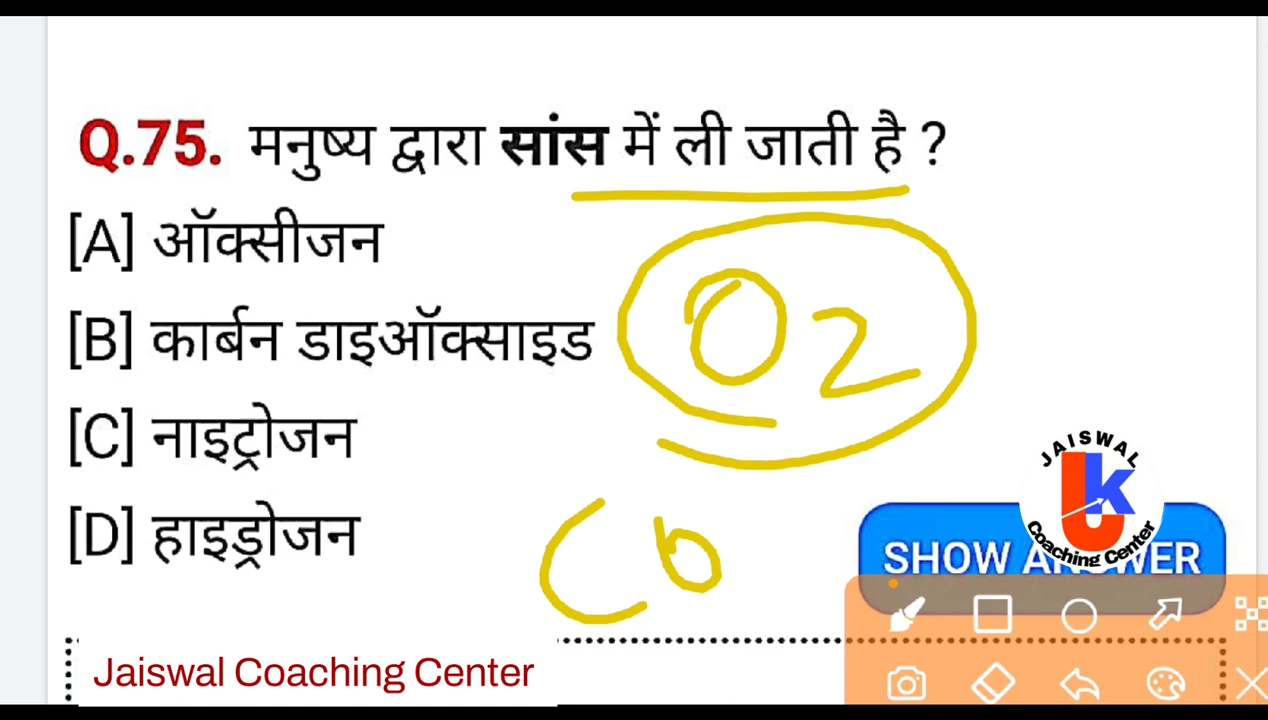 Q.75. मनुष्य द्वारा सांस में ली जाती है ?
[A] ऑक्सीजन
O2
[B] कार्बन डाइऑक्साइड
[C] नाइट्रोजन
[D] हाइड्रोजन
CO
JAISWAL
Uk
Coaching Center
SHOW ANSWER
Jaiswal Coaching Center